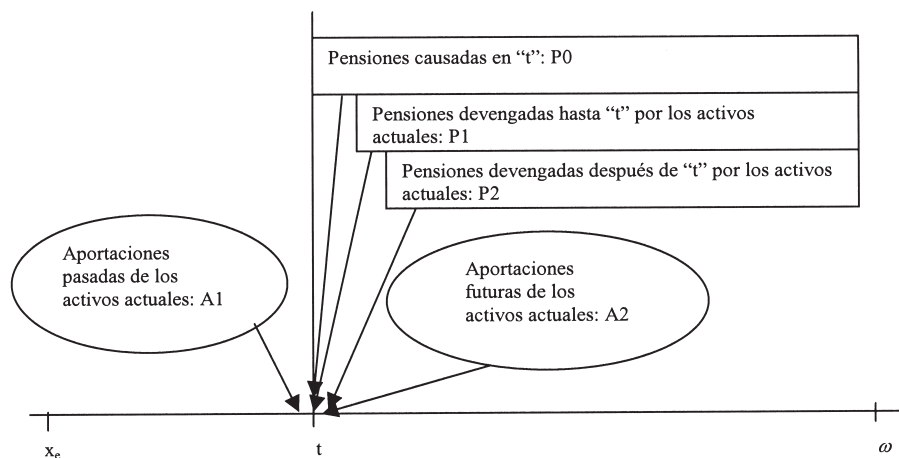 Pensiones causadas en “t”: P0
Pensiones devengadas hasta “t” por los activos
actuales: P1
Pensiones devengadas después de “t” por los activos
actuales: P2
Aportaciones
pasadas de los
activos actuales: A1
Aportaciones
futuras de los
activos actuales: A2
xₑ t ω